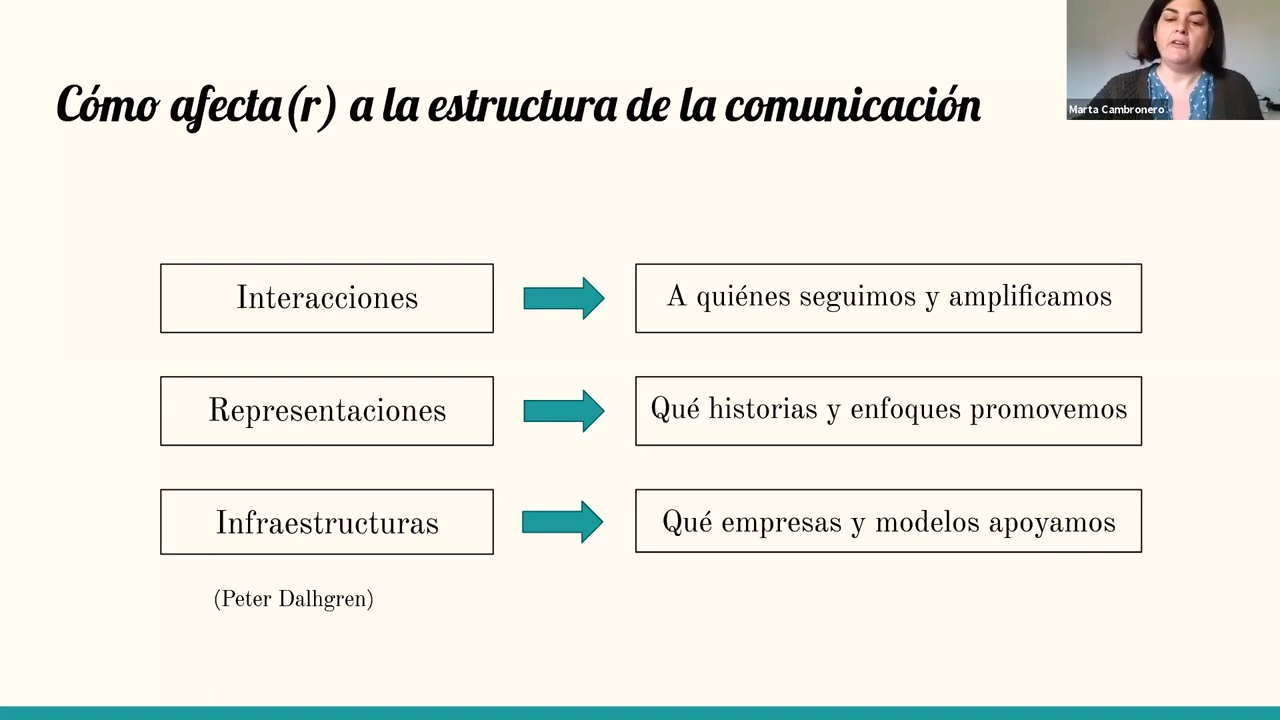 Cómo afecta(r) a la estructura de la comunicación
Marta Cambronero
Interacciones
A quiénes seguimos y amplificamos
Representaciones
Qué historias y enfoques promovemos
Infraestructuras
Qué empresas y modelos apoyamos
(Peter Dalhgren)